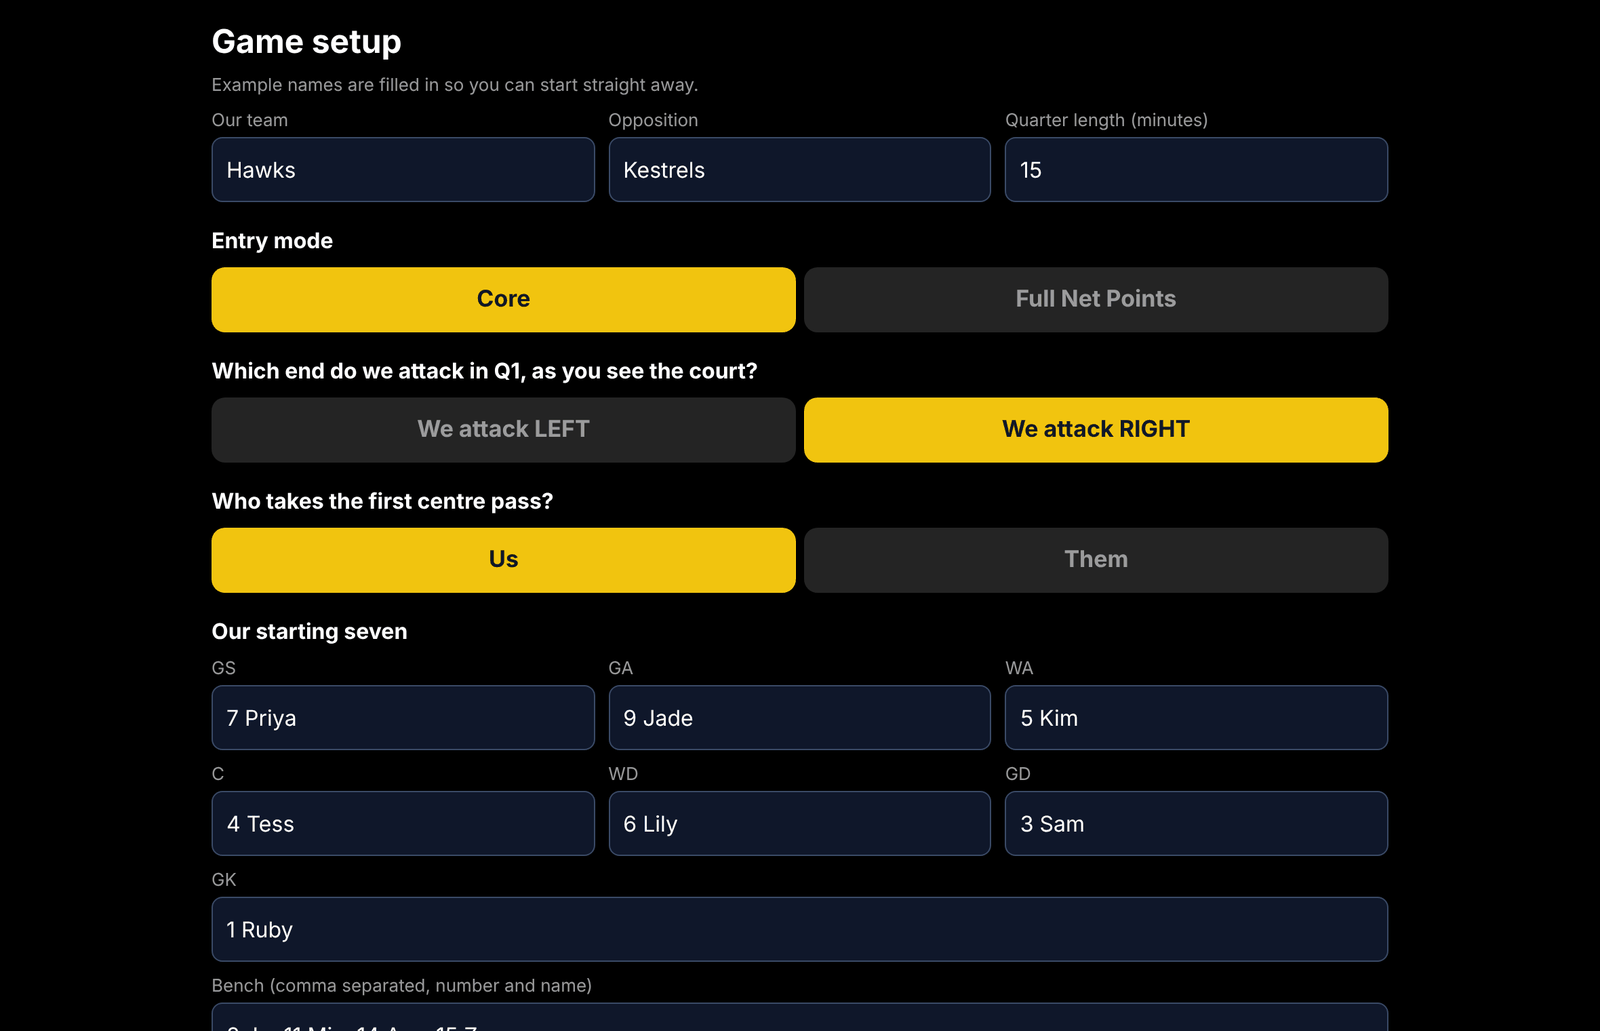 Game setup
Example names are filled in so you can start straight away.
Our team
Opposition
Quarter length (minutes)
Hawks
Kestrels
15
Entry mode
Core
Full Net Points
Which end do we attack in Q1, as you see the court?
We attack LEFT
We attack RIGHT
Who takes the first centre pass?
Us
Them
Our starting seven
GS
GA
WA
7 Priya
9 Jade
5 Kim
C
WD
GD
4 Tess
6 Lily
3 Sam
GK
1 Ruby
Bench (comma separated, number and name)